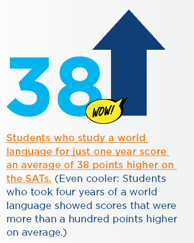 38
WOW!
Students who study a world
language for just one year score
an average of 38 points higher on
the SATs. (Even cooler: Students
who took four years of a world
language showed scores that were
more than a hundred points higher
on average.)